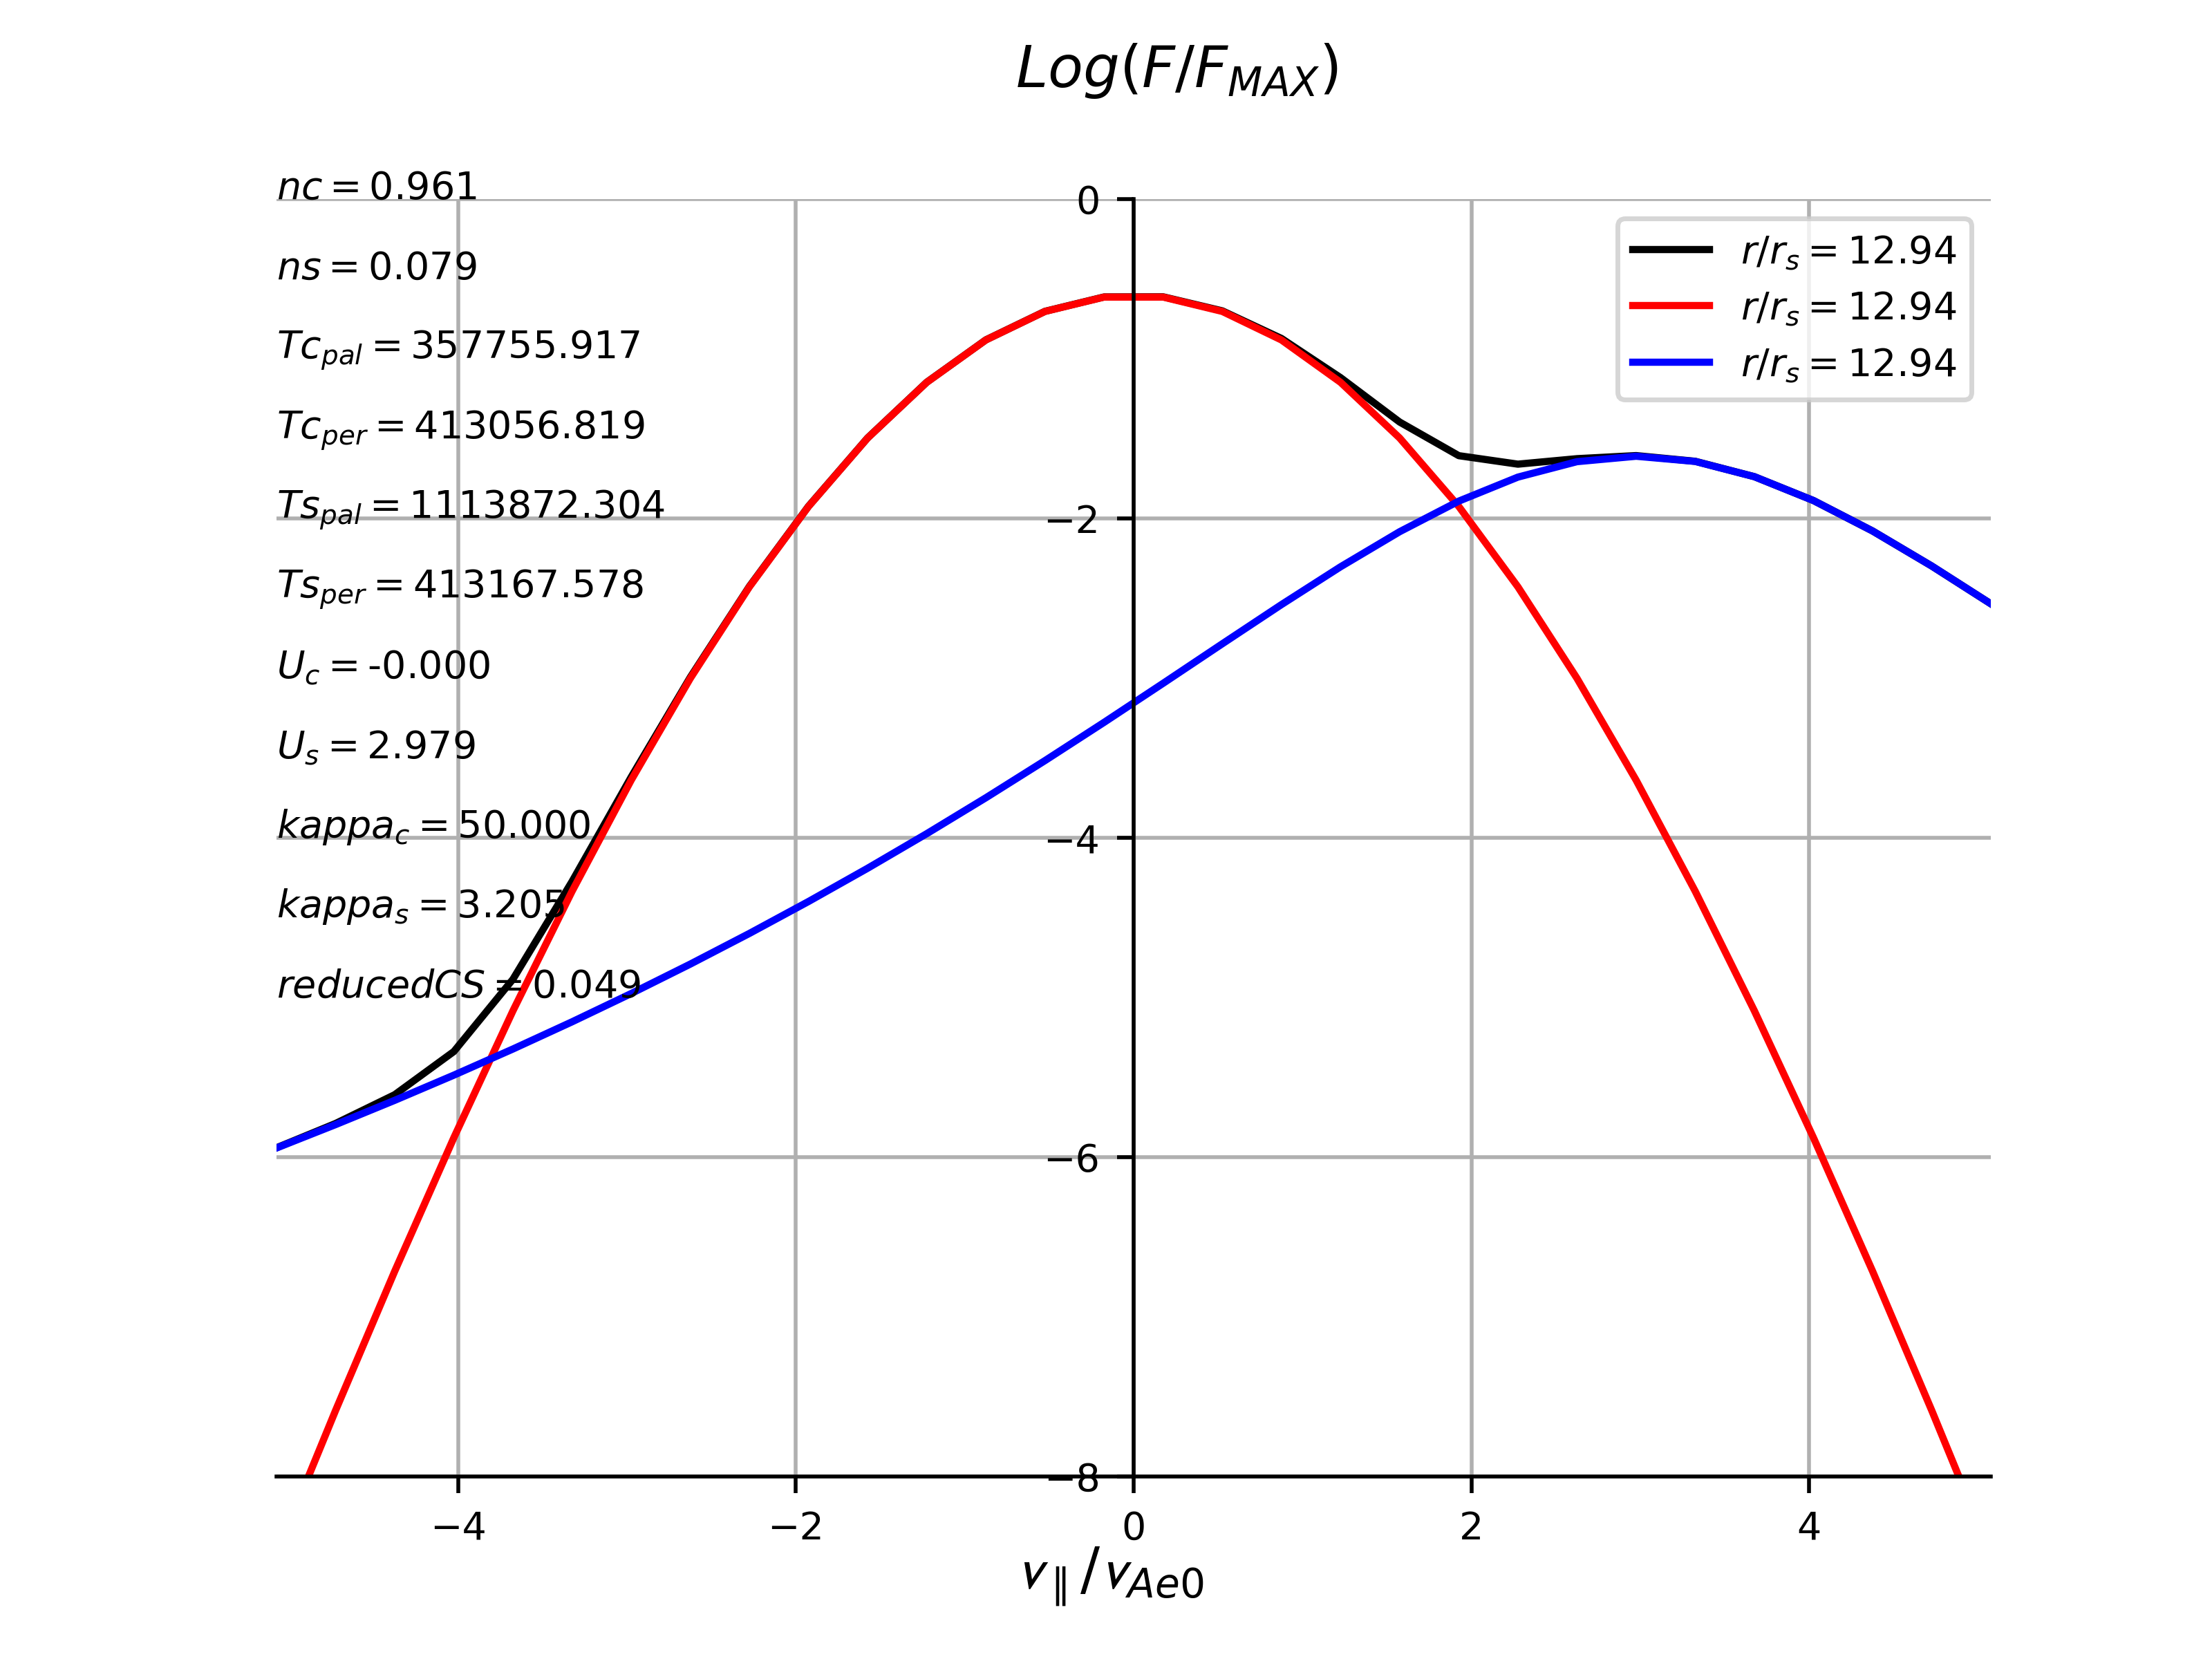 Log(F/F_MAX)
nc = 0.961
ns = 0.079
Tc_pal = 357755.917
Tc_per = 413056.819
Ts_pal = 1113872.304
Ts_per = 413167.578
U_c = -0.000
U_s = 2.979
kappa_c = 50.000
kappa_s = 3.205
reducedCS = 0.049
r/r_s = 12.94
r/r_s = 12.94
r/r_s = 12.94
0
−2
−4
−6
−8
−4 −2 0 2 4
v_∥/v_Ae0